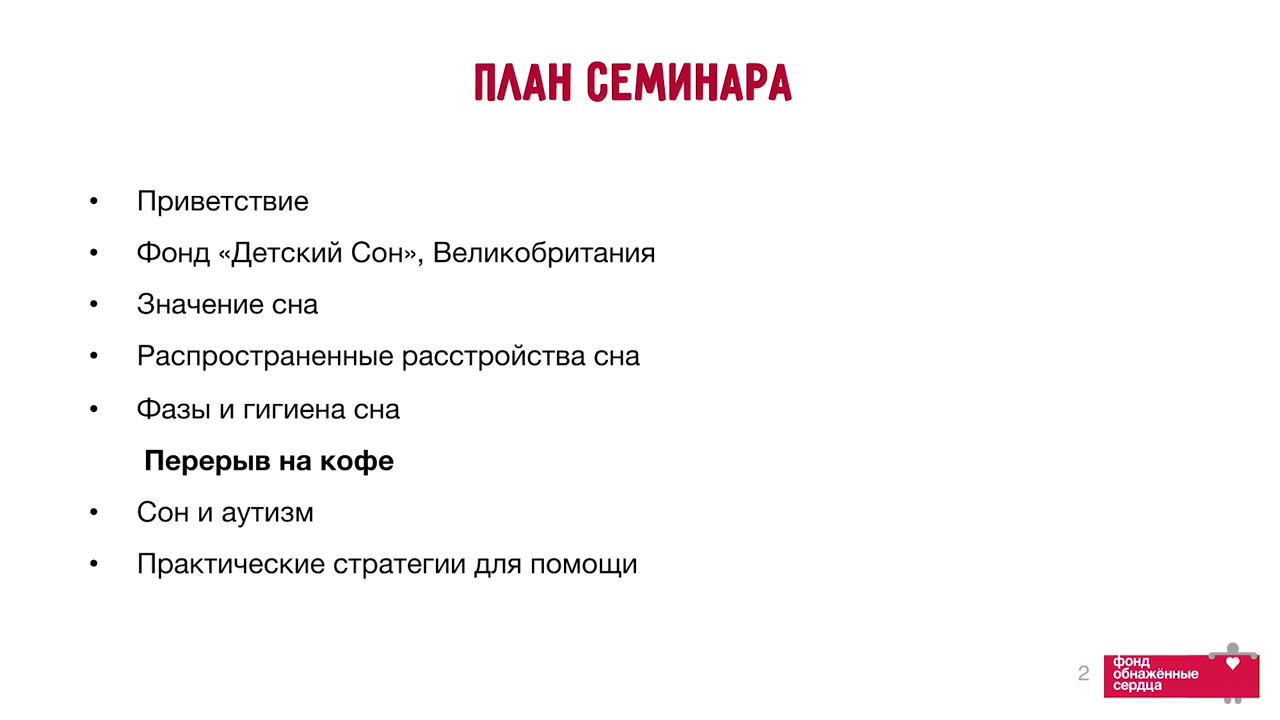 ПЛАН СЕМИНАРА
• Приветствие
• Фонд «Детский Сон», Великобритания
• Значение сна
• Распространенные расстройства сна
• Фазы и гигиена сна
Перерыв на кофе
• Сон и аутизм
• Практические стратегии для помощи
2
фонд
обнажённые
сердца